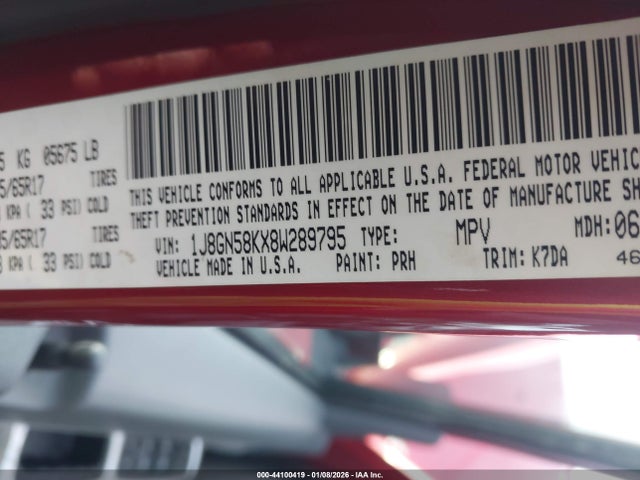 KG 05675 LB
5/65R17 TIRES
KPA ( 33 PSI) COLD
5/65R17 TIRES
KPA ( 33 PSI) COLD
THIS VEHICLE CONFORMS TO ALL APPLICABLE U.S.A. FEDERAL MOTOR VEHIC
THEFT PREVENTION STANDARDS IN EFFECT ON THE DATE OF MANUFACTURE SH
VIN: 1J8GN58KX8W289795 TYPE: MPV MDH:06
VEHICLE MADE IN U.S.A. PAINT: PRH TRIM: K7DA 46
000-44100419 - 01/08/2026 - IAA Inc.